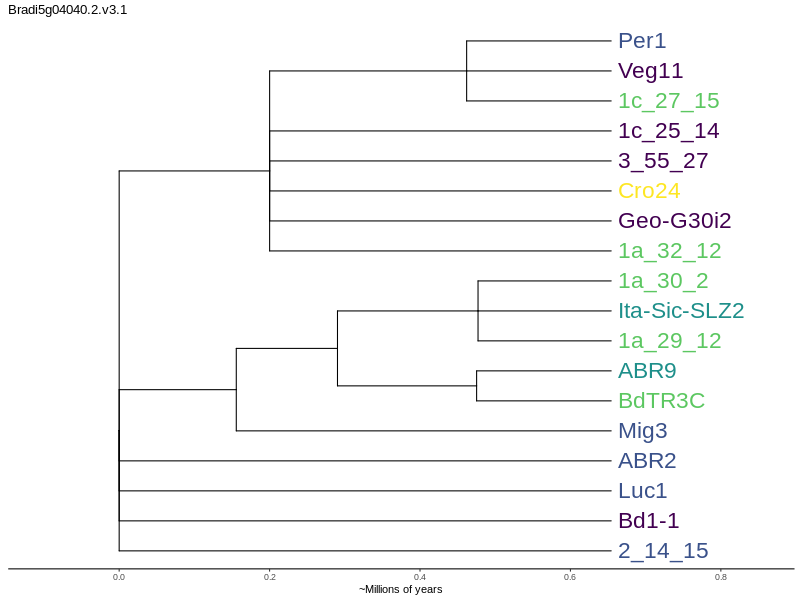 Bradi5g04040.2.v3.1
Per1
Veg11
1c_27_15
1c_25_14
3_55_27
Cro24
Geo-G30i2
1a_32_12
1a_30_2
Ita-Sic-SLZ2
1a_29_12
ABR9
BdTR3C
Mig3
ABR2
Luc1
Bd1-1
2_14_15
0.0 0.2 0.4 0.6 0.8
~Millions of years